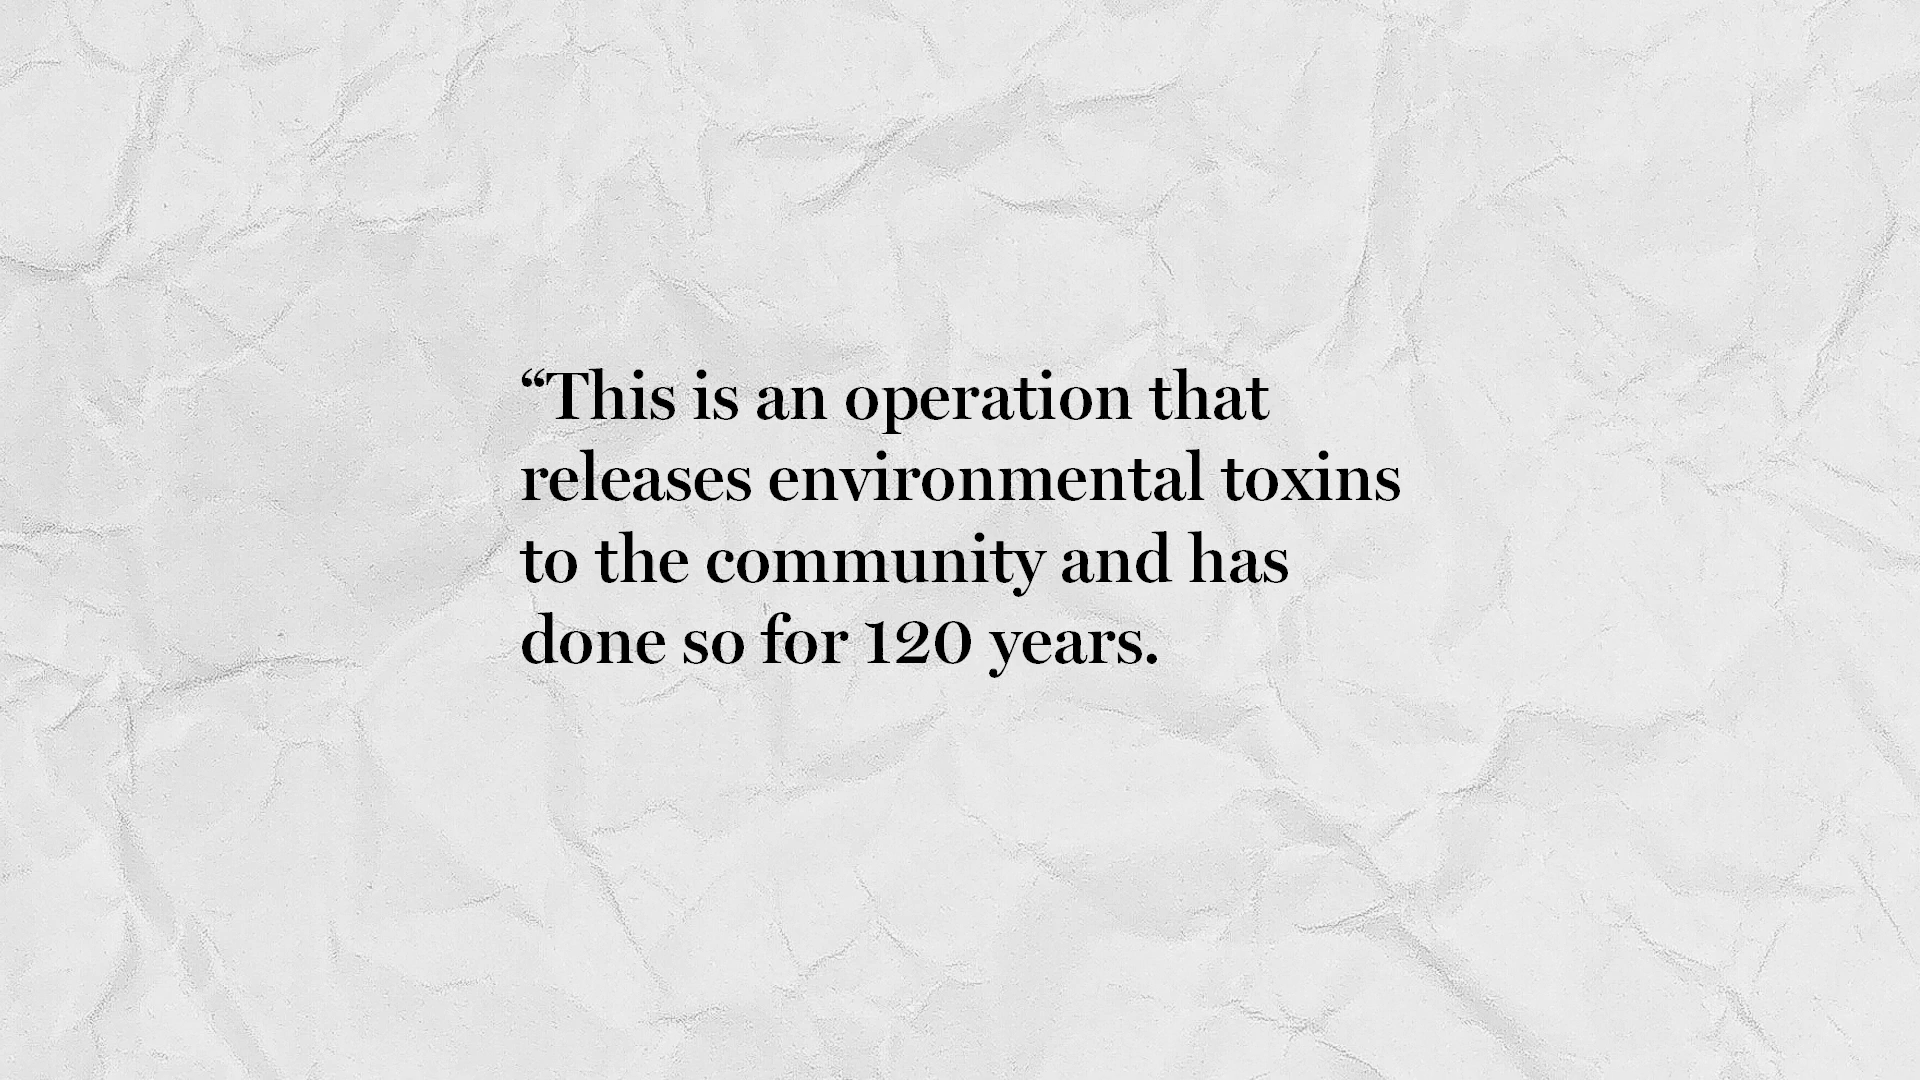 “This is an operation that
releases environmental toxins
to the community and has
done so for 120 years.